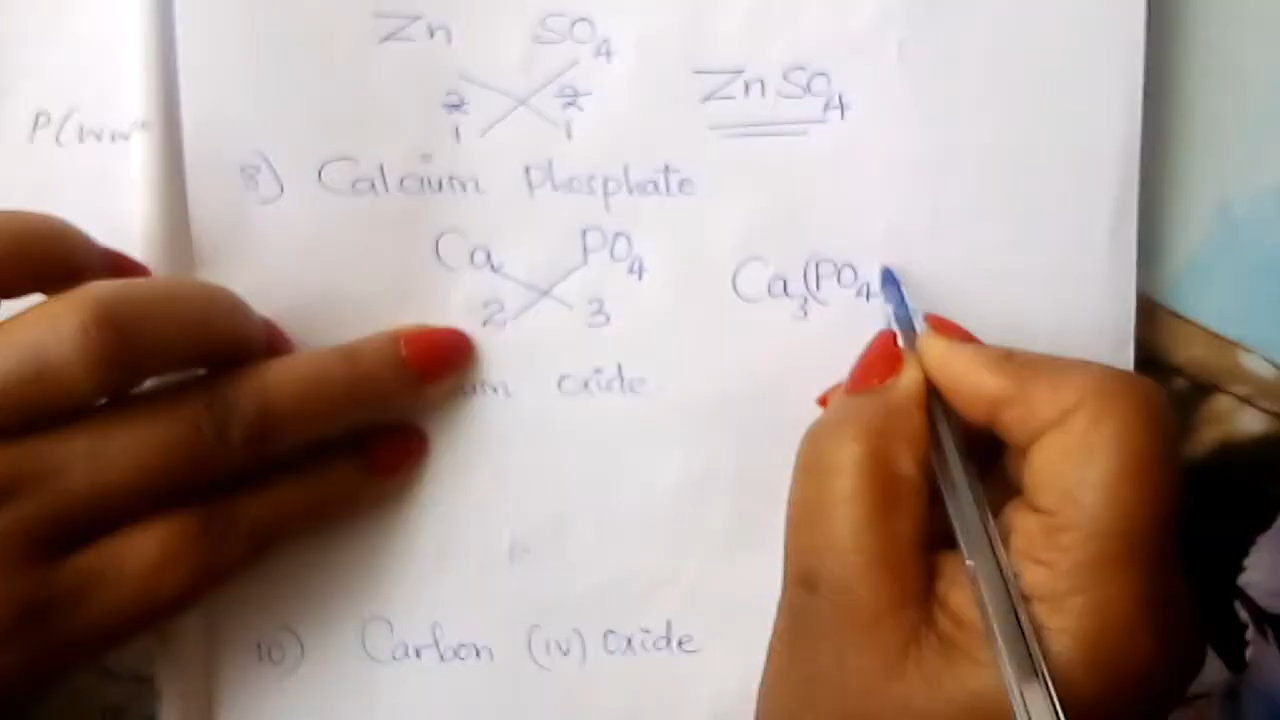 Zn SO4
2 2 ZnSO4
1 1
8) Calcium Phosphate
Ca PO4
Ca3(PO4
2 3
oxide
10) Carbon (iv) oxide